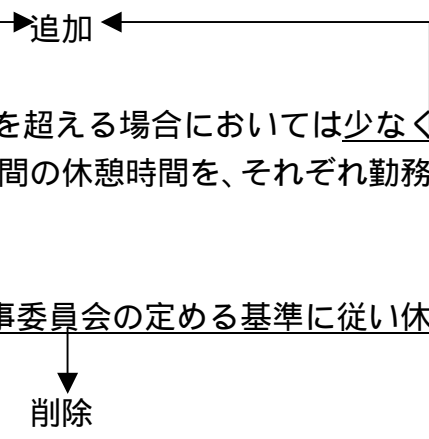 追加
を超える場合においては少なく
間の休憩時間を、それぞれ勤務
事委員会の定める基準に従い休
削除